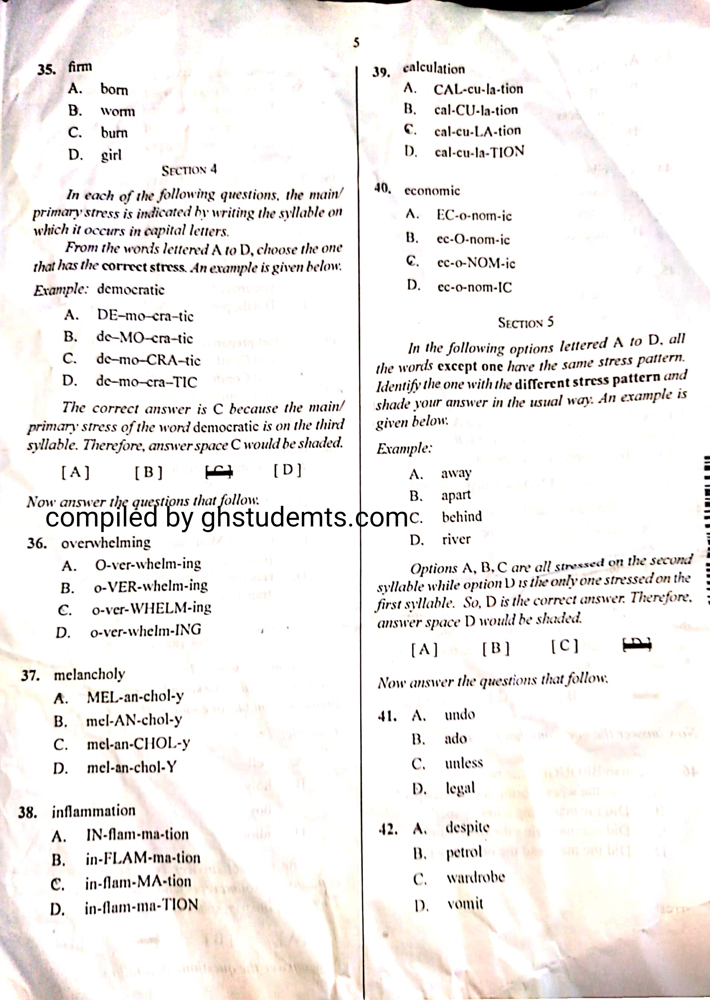 5
35. firm
A. born
B. worm
C. burn
D. girl
SECTION 4
In each of the following questions, the main/
primary stress is indicated by writing the syllable on
which it occurs in capital letters.
From the words lettered A to D, choose the one
that has the correct stress. An example is given below.
Example: democratic
A. DE–mo–cra–tic
B. de–MO–cra–tic
C. de–mo–CRA–tic
D. de–mo–cra–TIC
The correct answer is C because the main/
primary stress of the word democratic is on the third
syllable. Therefore, answer space C would be shaded.
[ A ] [ B ] [ C ] [ D ]
Now answer the questions that follow.
compiled by ghstudemts.com
36. overwhelming
A. O-ver-whelm-ing
B. o-VER-whelm-ing
C. o-ver-WHELM-ing
D. o-ver-whelm-ING
37. melancholy
A. MEL-an-chol-y
B. mel-AN-chol-y
C. mel-an-CHOL-y
D. mel-an-chol-Y
38. inflammation
A. IN-flam-ma-tion
B. in-FLAM-ma-tion
C. in-flam-MA-tion
D. in-flam-ma-TION
39. calculation
A. CAL-cu-la-tion
B. cal-CU-la-tion
C. cal-cu-LA-tion
D. cal-cu-la-TION
40. economic
A. EC-o-nom-ic
B. ec-O-nom-ic
C. ec-o-NOM-ic
D. ec-o-nom-IC
SECTION 5
In the following options lettered A to D, all
the words except one have the same stress pattern.
Identify the one with the different stress pattern and
shade your answer in the usual way. An example is
given below.
Example:
A. away
B. apart
C. behind
D. river
Options A, B, C are all stressed on the second
syllable while option D is the only one stressed on the
first syllable. So, D is the correct answer. Therefore,
answer space D would be shaded.
[ A ] [ B ] [ C ] [ D ]
Now answer the questions that follow.
41. A. undo
B. ado
C. unless
D. legal
42. A. despite
B. petrol
C. wardrobe
D. vomit